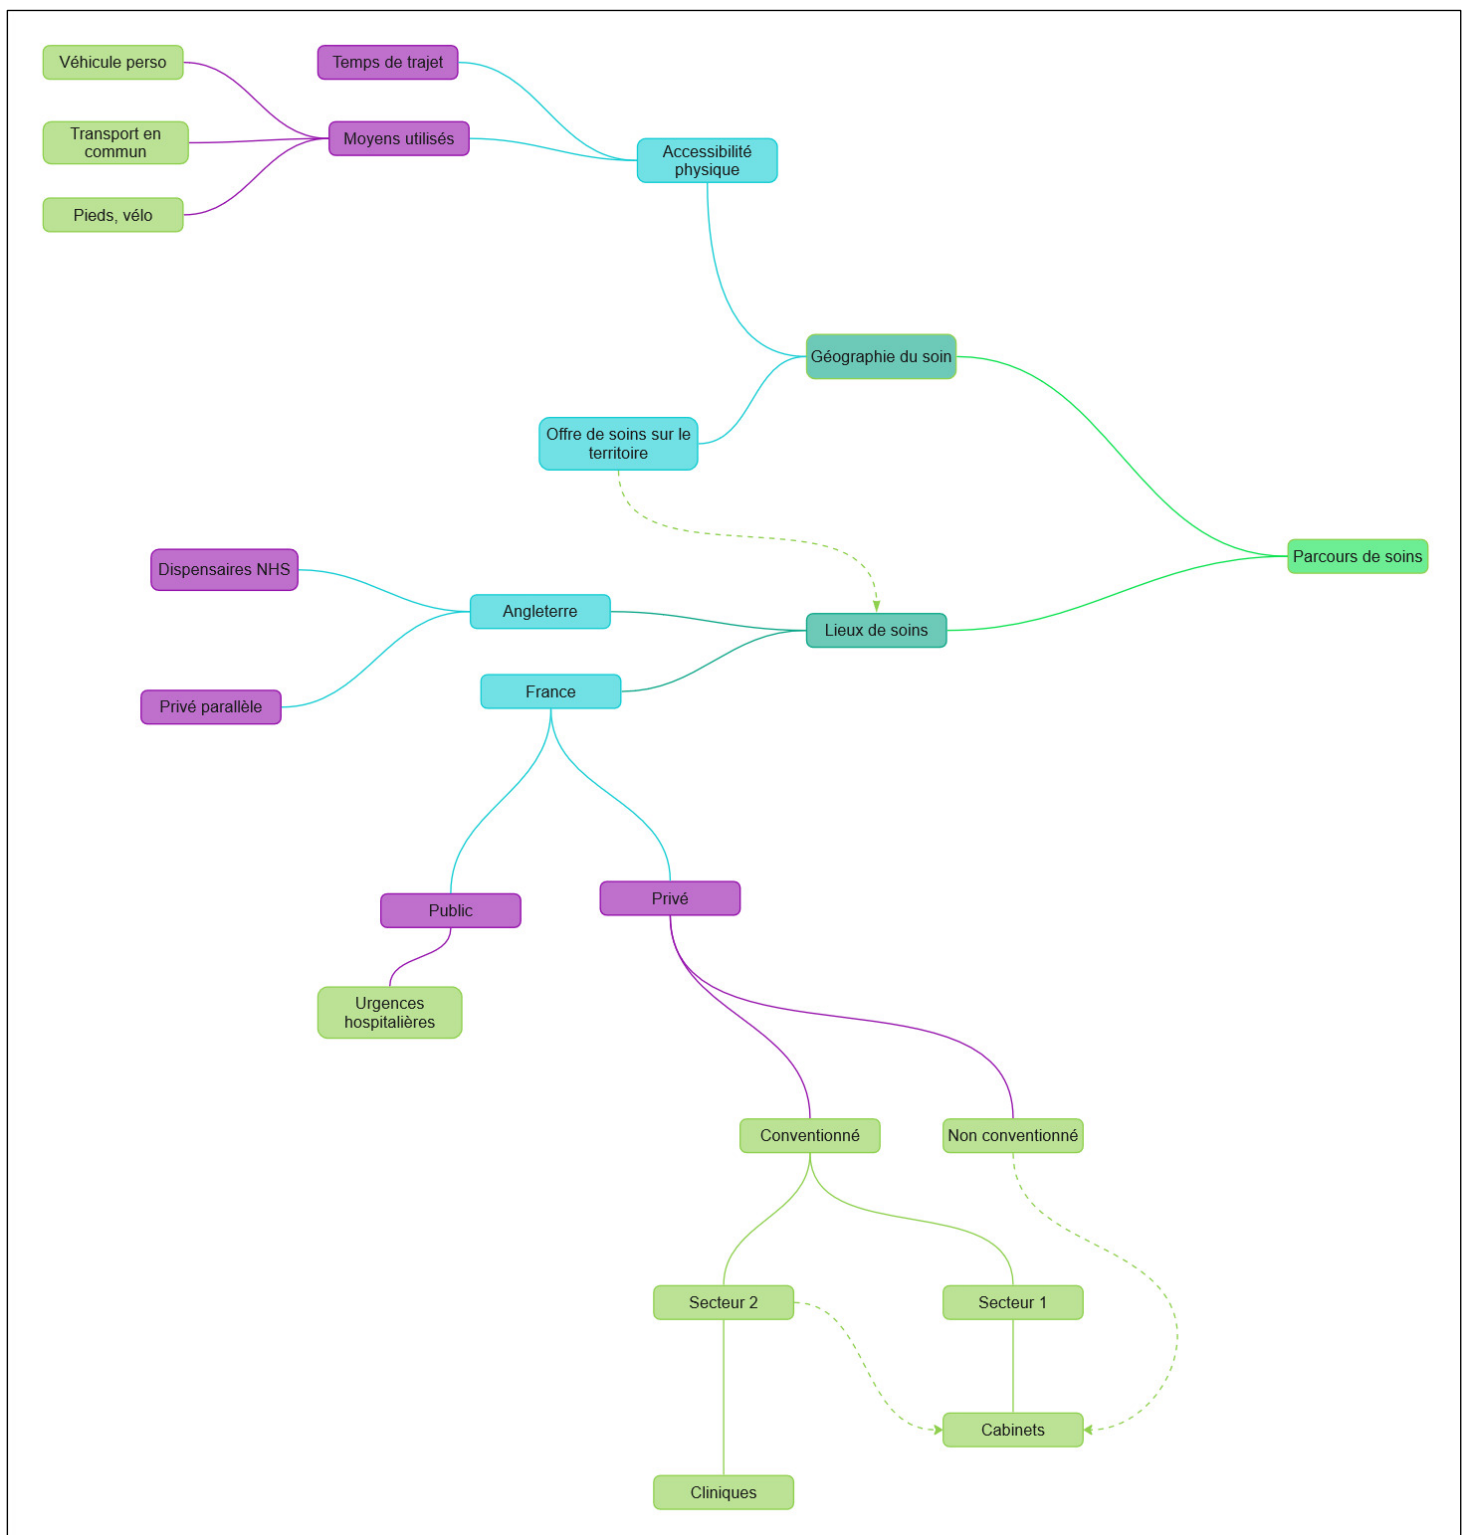 Véhicule perso
Temps de trajet
Transport en
commun
Moyens utilisés
Accessibilité
physique
Pieds, vélo
Géographie du soin
Offre de soins sur le
territoire
Parcours de soins
Dispensaires NHS
Angleterre
Lieux de soins
Privé parallèle
France
Public
Privé
Urgences
hospitalières
Conventionné
Non conventionné
Secteur 2
Secteur 1
Cabinets
Cliniques